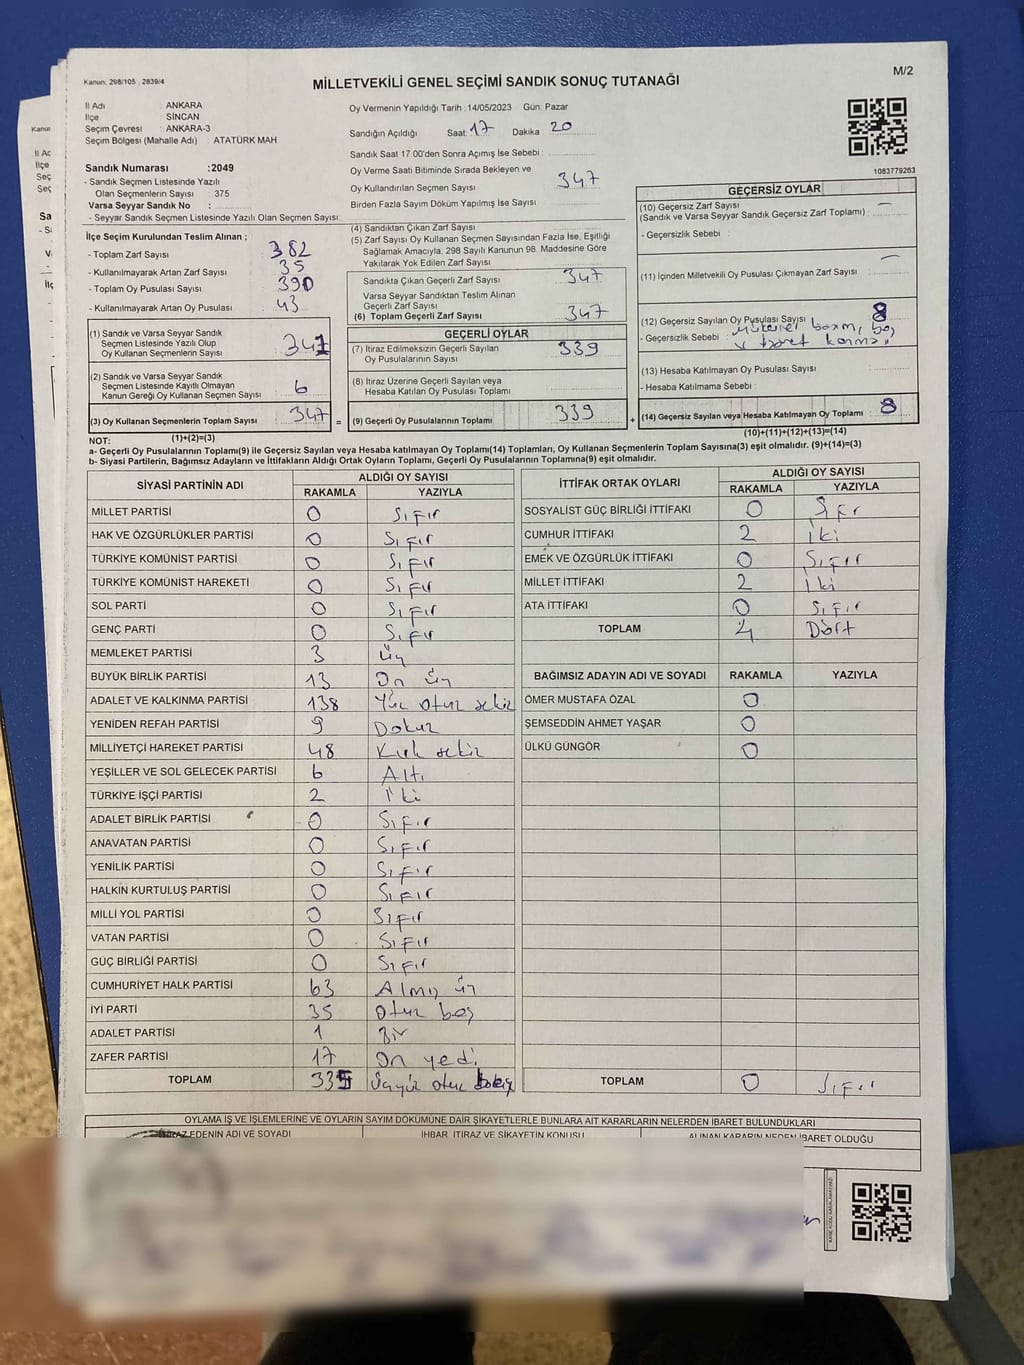 Kanun: 298/105 , 2839/4
M/2
MİLLETVEKİLİ GENEL SEÇİMİ SANDIK SONUÇ TUTANAĞI
İl Adı : ANKARA
İlçe : SİNCAN
Seçim Çevresi : ANKARA-3
Seçim Bölgesi (Mahalle Adı) : ATATÜRK MAH
Sandık Numarası :2049
- Sandık Seçmen Listesinde Yazılı
Olan Seçmenlerin Sayısı : 375
Varsa Seyyar Sandık No :
- Seyyar Sandık Seçmen Listesinde Yazılı Olan Seçmen Sayısı:
Oy Vermenin Yapıldığı Tarih :14/05/2023 Gün: Pazar
Sandığın Açıldığı Saat: 17 Dakika 20
Sandık Saat 17.00'den Sonra Açımış İse Sebebi :
Oy Verme Saati Bitiminde Sırada Bekleyen ve
Oy Kullandırılan Seçmen Sayısı 347
Birden Fazla Sayım Döküm Yapılmış İse Sayısı :
1083779263
İlçe Seçim Kurulundan Teslim Alınan ;
- Toplam Zarf Sayısı : 382
- Kullanılmayarak Artan Zarf Sayısı : 35
- Toplam Oy Pusulası Sayısı : 390
- Kullanılmayarak Artan Oy Pusulası : 43
(1) Sandık ve Varsa Seyyar Sandık
Seçmen Listesinde Yazılı Olup
Oy Kullanan Seçmenlerin Sayısı : 341
(2) Sandık ve Varsa Seyyar Sandık
Seçmen Listesinde Kayıtlı Olmayan
Kanun Gereği Oy Kullanan Seçmen Sayısı : 6
(3) Oy Kullanan Seçmenlerin Toplam Sayısı : 347 =
(4) Sandıktan Çıkan Zarf Sayısı :
(5) Zarf Sayısı Oy Kullanan Seçmen Sayısından Fazla İse, Eşitliği
Sağlamak Amacıyla, 298 Sayılı Kanunun 98. Maddesine Göre
Yakılarak Yok Edilen Zarf Sayısı :
Sandıkta Çıkan Geçerli Zarf Sayısı : 347
Varsa Seyyar Sandıktan Teslim Alınan
Geçerli Zarf Sayısı :
(6) Toplam Geçerli Zarf Sayısı : 347
GEÇERLİ OYLAR
(7) İtiraz Edilmeksizin Geçerli Sayılan
Oy Pusulalarının Sayısı : 339
(8) İtiraz Üzerine Geçerli Sayılan veya
Hesaba Katılan Oy Pusulası Toplamı :
(9) Geçerli Oy Pusulalarının Toplamı : 339 +
GEÇERSİZ OYLAR
(10) Geçersiz Zarf Sayısı : —
(Sandık ve Varsa Seyyar Sandık Geçersiz Zarf Toplamı)
- Geçersizlik Sebebi :
(11) İçinden Milletvekili Oy Pusulası Çıkmayan Zarf Sayısı : —
(12) Geçersiz Sayılan Oy Pusulası Sayısı : 8
- Geçersizlik Sebebi :
(13) Hesaba Katılmayan Oy Pusulası Sayısı :
- Hesaba Katılmama Sebebi :
(14) Geçersiz Sayılan veya Hesaba Katılmayan Oy Toplamı : 8
NOT: (1)+(2)=(3)
(10)+(11)+(12)+(13)=(14)
a- Geçerli Oy Pusulalarının Toplamı(9) ile Geçersiz Sayılan veya Hesaba katılmayan Oy Toplamı(14) Toplamları, Oy Kullanan Seçmenlerin Toplam Sayısına(3) eşit olmalıdır. (9)+(14)=(3)
b- Siyasi Partilerin, Bağımsız Adayların ve İttifakların Aldığı Ortak Oyların Toplamı, Geçerli Oy Pusulalarının Toplamına(9) eşit olmalıdır.
SİYASİ PARTİNİN ADI ALDIĞI OY SAYISI
RAKAMLA YAZIYLA
MİLLET PARTİSİ 0 Sıfır
HAK VE ÖZGÜRLÜKLER PARTİSİ 0 Sıfır
TÜRKİYE KOMÜNİST PARTİSİ 0 Sıfır
TÜRKİYE KOMÜNİST HAREKETİ 0 Sıfır
SOL PARTİ 0 Sıfır
GENÇ PARTİ 0 Sıfır
MEMLEKET PARTİSİ 3 Üç
BÜYÜK BİRLİK PARTİSİ 13 On üç
ADALET VE KALKINMA PARTİSİ 138 Yüz otuz sekiz
YENİDEN REFAH PARTİSİ 9 Dokuz
MİLLİYETÇİ HAREKET PARTİSİ 48 Kırk sekiz
YEŞİLLER VE SOL GELECEK PARTİSİ 6 Altı
TÜRKİYE İŞÇİ PARTİSİ 2 İki
ADALET BİRLİK PARTİSİ 0 Sıfır
ANAVATAN PARTİSİ 0 Sıfır
YENİLİK PARTİSİ 0 Sıfır
HALKIN KURTULUŞ PARTİSİ 0 Sıfır
MİLLİ YOL PARTİSİ 0 Sıfır
VATAN PARTİSİ 0 Sıfır
GÜÇ BİRLİĞİ PARTİSİ 0 Sıfır
CUMHURİYET HALK PARTİSİ 63 Almış üç
İYİ PARTİ 35 Otuz beş
ADALET PARTİSİ 1 Bir
ZAFER PARTİSİ 17 On yedi
TOPLAM 335 Üçyüz otuz
İTTİFAK ORTAK OYLARI ALDIĞI OY SAYISI
RAKAMLA YAZIYLA
SOSYALİST GÜÇ BİRLİĞİ İTTİFAKI 0 Sıfır
CUMHUR İTTİFAKI 2 İki
EMEK VE ÖZGÜRLÜK İTTİFAKI 0 Sıfır
MİLLET İTTİFAKI 2 İki
ATA İTTİFAKI 0 Sıfır
TOPLAM 4 Dört
BAĞIMSIZ ADAYIN ADI VE SOYADI RAKAMLA YAZIYLA
ÖMER MUSTAFA ÖZAL 0
ŞEMSEDDİN AHMET YAŞAR 0
ÜLKÜ GÜNGÖR 0
TOPLAM 0 Sıfır
OYLAMA İŞ VE İŞLEMLERİNE VE OYLARIN SAYIM DÖKÜMÜNE DAİR ŞİKAYETLERLE BUNLARA AİT KARARLARIN NELERDEN İBARET BULUNDUKLARI
İTİRAZ EDENİN ADI VE SOYADI İHBAR, İTİRAZ VE ŞİKAYETİN KONUSU ALINAN KARARIN NEDEN İBARET OLDUĞU